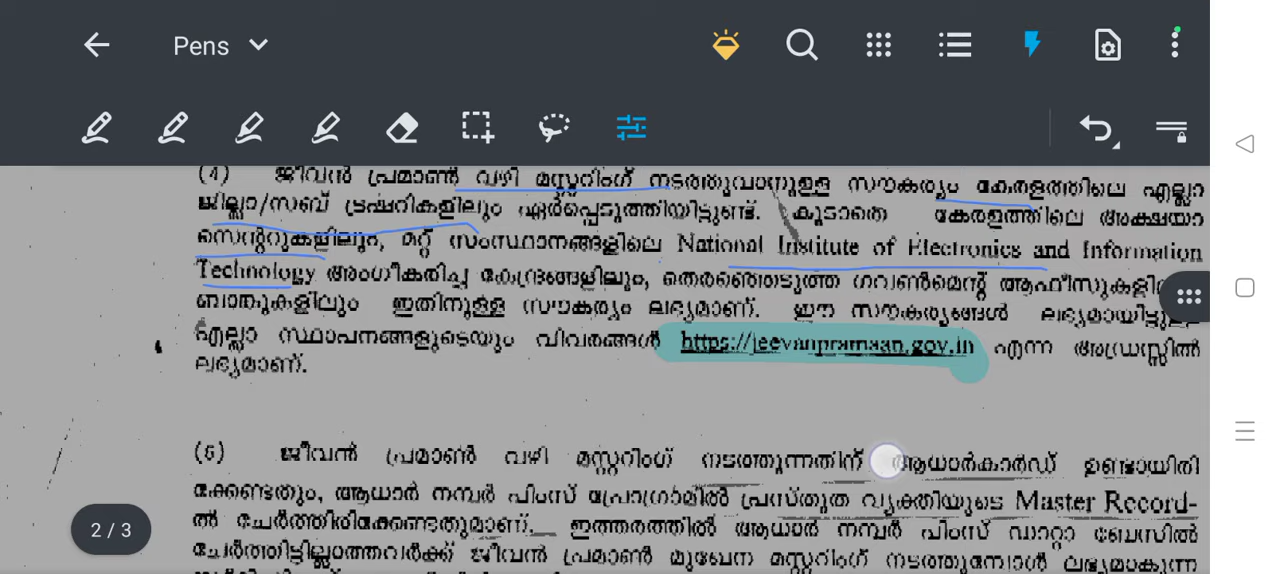 Pens
(4) ജീവൻ പ്രമാൺ വഴി മസ്റ്ററിംഗ് നടത്തുവാനുള്ള സൗകര്യം കേരളത്തിലെ എല്ലാ
ജില്ലാ/സബ് ട്രഷറികളിലും ഏർപ്പെടുത്തിയിട്ടുണ്ട്. കൂടാതെ കേരളത്തിലെ അക്ഷയാ
സെന്ററുകളിലും, മറ്റ് സംസ്ഥാനങ്ങളിലെ National Institute of Electronics and Information
Technology അംഗീകരിച്ച കേന്ദ്രങ്ങളിലും, തെരഞ്ഞെടുത്ത ഗവൺമെന്റ് ആഫീസുകളി
ബാങ്കുകളിലും ഇതിനുള്ള സൗകര്യം ലഭ്യമാണ്. ഈ സൗകര്യങ്ങൾ
എല്ലാ സ്ഥാപനങ്ങളുടെയും വിവരങ്ങൾ https://jeevanpramaan.gov.in എന്ന അഡ്രസ്സിൽ
ലഭ്യമാണ്.
(5) ജീവൻ പ്രമാൺ വഴി മസ്റ്ററിംഗ് നടത്തുന്നതിന് ആധാർകാർഡ് ഉണ്ടായിരി
ക്കേണ്ടതും, ആധാർ നമ്പർ പിംസ് പ്രോഗ്രാമിൽ പ്രസ്തുത വ്യക്തിയുടെ Master Record-
ൽ ചേർത്തിരിക്കേണ്ടതുമാണ്. ഇത്തരത്തിൽ ആധാർ നമ്പർ പിംസ് ഡാറ്റാ ബേസിൽ
ചേർത്തിട്ടില്ലാത്തവർക്ക് ജീവൻ പ്രമാൺ മുഖേന മസ്റ്ററിംഗ് നടത്തുമ്പോൾ ലഭ്യമാകുന്ന
2 / 3